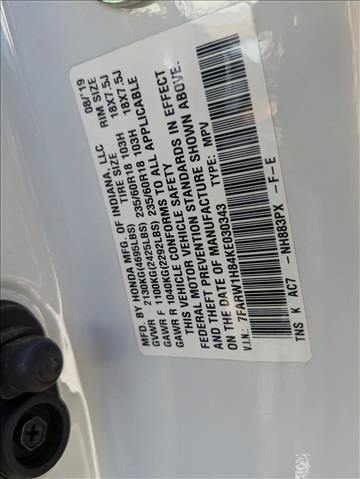 MFD. BY HONDA MFG. OF INDIANA, LLC 08/'19
TIRE SIZE RIM SIZE
GVWR 2130KG(4695LBS)
GAWR F 1100KG(2425LBS) 235/60R18 103H 18X7.5J
GAWR R 1040KG(2292LBS) 235/60R18 103H 18X7.5J
THIS VEHICLE CONFORMS TO ALL APPLICABLE
FEDERAL MOTOR VEHICLE SAFETY
AND THEFT PREVENTION STANDARDS IN EFFECT
ON THE DATE OF MANUFACTURE SHOWN ABOVE.
V.I.N.: 7FARW1H84KE030343 TYPE: MPV
TNS K AC7 -NH883PX -F-E